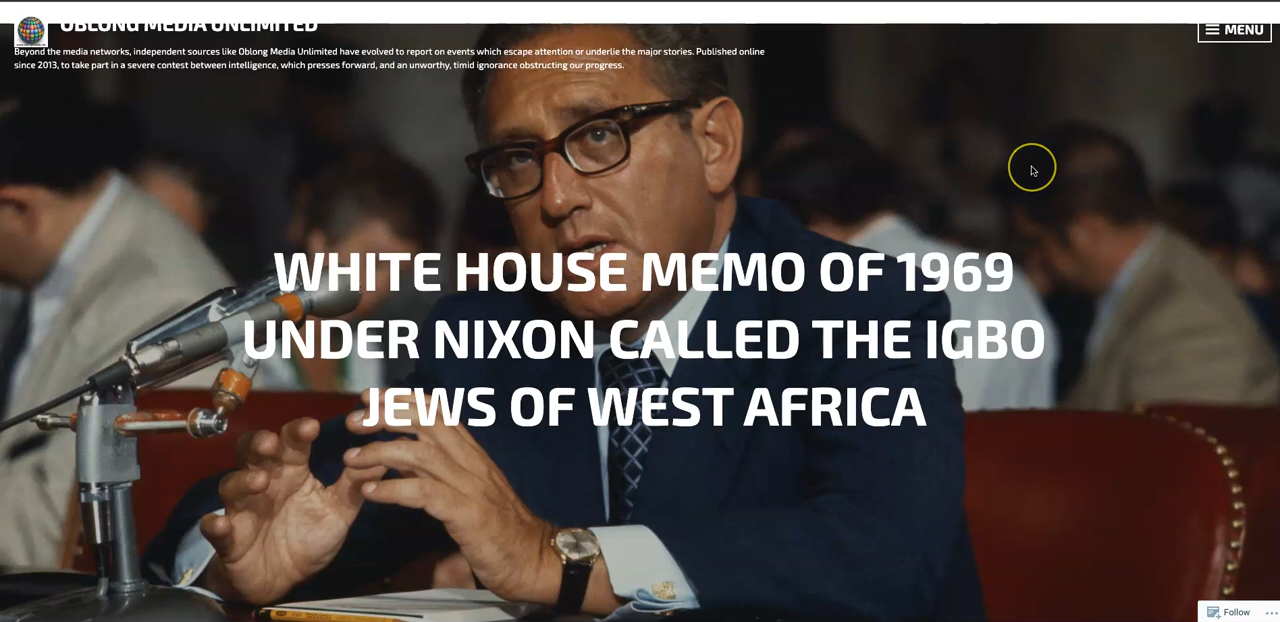 OBLONG MEDIA UNLIMITED
MENU
Beyond the media networks, independent sources like Oblong Media Unlimited have evolved to report on events which escape attention or underlie the major stories. Published online
since 2013, to take part in a severe contest between intelligence, which presses forward, and an unworthy, timid ignorance obstructing our progress.
WHITE HOUSE MEMO OF 1969
UNDER NIXON CALLED THE IGBO
JEWS OF WEST AFRICA
Follow